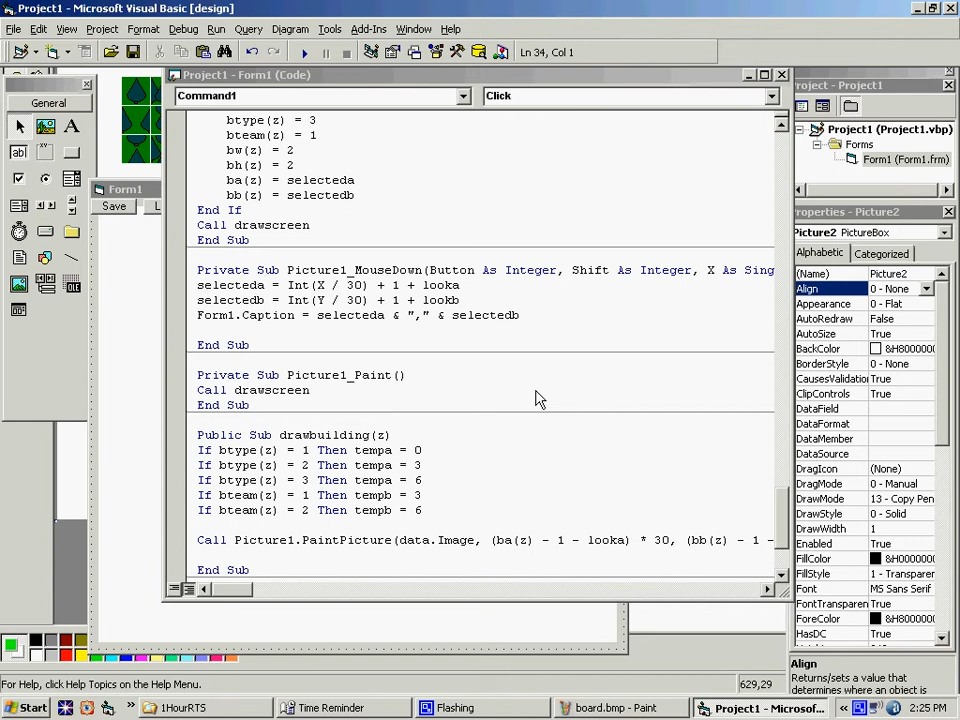 Project1 - Microsoft Visual Basic [design]
File Edit View Project Format Debug Run Query Diagram Tools Add-Ins Window Help
Ln 34, Col 1
General
Form1
Save L
Project1 - Form1 (Code)
Command1 Click
btype(z) = 3
bteam(z) = 1
bw(z) = 2
bh(z) = 2
ba(z) = selecteda
bb(z) = selectedb
End If
Call drawscreen
End Sub
Private Sub Picture1_MouseDown(Button As Integer, Shift As Integer, X As Sing
selecteda = Int(X / 30) + 1 + looka
selectedb = Int(Y / 30) + 1 + lookb
Form1.Caption = selecteda & "," & selectedb
End Sub
Private Sub Picture1_Paint()
Call drawscreen
End Sub
Public Sub drawbuilding(z)
If btype(z) = 1 Then tempa = 0
If btype(z) = 2 Then tempa = 3
If btype(z) = 3 Then tempa = 6
If bteam(z) = 1 Then tempb = 3
If bteam(z) = 2 Then tempb = 6
Call Picture1.PaintPicture(data.Image, (ba(z) - 1 - looka) * 30, (bb(z) - 1 -
End Sub
roject - Project1
Project1 (Project1.vbp)
Forms
Form1 (Form1.frm)
roperties - Picture2
Picture2 PictureBox
Alphabetic Categorized
(Name) Picture2
Align 0 - None
Appearance 0 - Flat
AutoRedraw False
AutoSize True
BackColor &H8000000
BorderStyle 0 - None
CausesValidation True
ClipControls True
DataField
DataFormat
DataMember
DataSource
DragIcon (None)
DragMode 0 - Manual
DrawMode 13 - Copy Pen
DrawStyle 0 - Solid
DrawWidth 1
Enabled True
FillColor &H0000000
FillStyle 1 - Transparen
Font MS Sans Serif
FontTransparen True
ForeColor &H8000000
HasDC True
Align
Returns/sets a value that
determines where an object is
For Help, click Help Topics on the Help Menu.
629,29
Start
1HourRTS
Time Reminder
Flashing
board.bmp - Paint
Project1 - Microsof...
2:25 PM